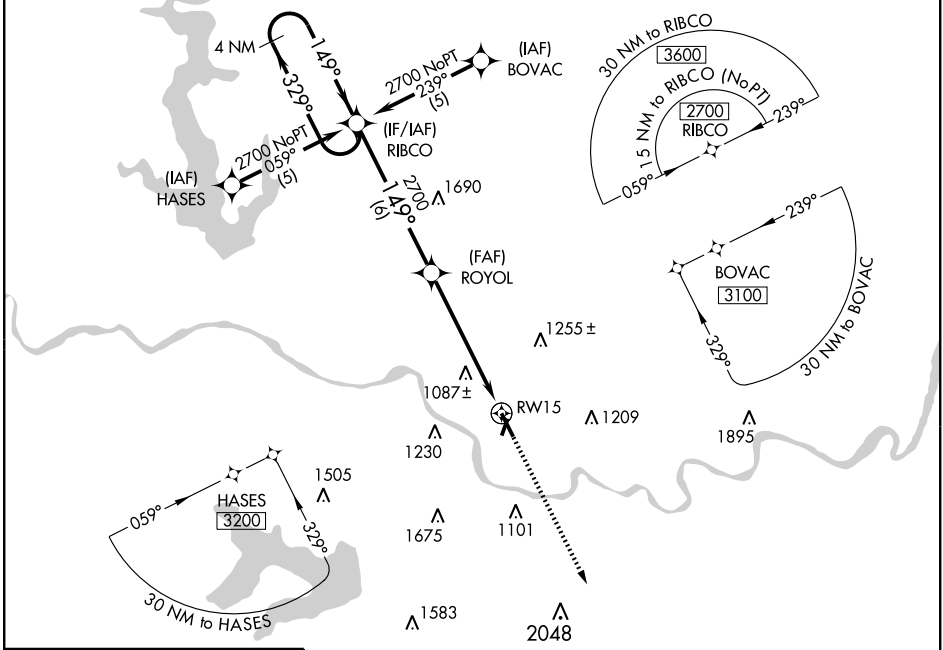 4 NM
149°
329°
(IAF)
BOVAC
2700 NoPT
239°
(5)
(IF/IAF)
RIBCO
2700 NoPT
059°
(5)
(IAF)
HASES
2700
149°
(6)
1690
(FAF)
ROYOL
1255 ±
1087 ±
RW15
1209
1230
1895
1505
1675
1101
1583
2048
30 NM to RIBCO
3600
15 NM to RIBCO (NoPT)
2700
RIBCO
239°
059°
239°
BOVAC
3100
329°
30 NM to BOVAC
HASES
3200
059°
329°
30 NM to HASES